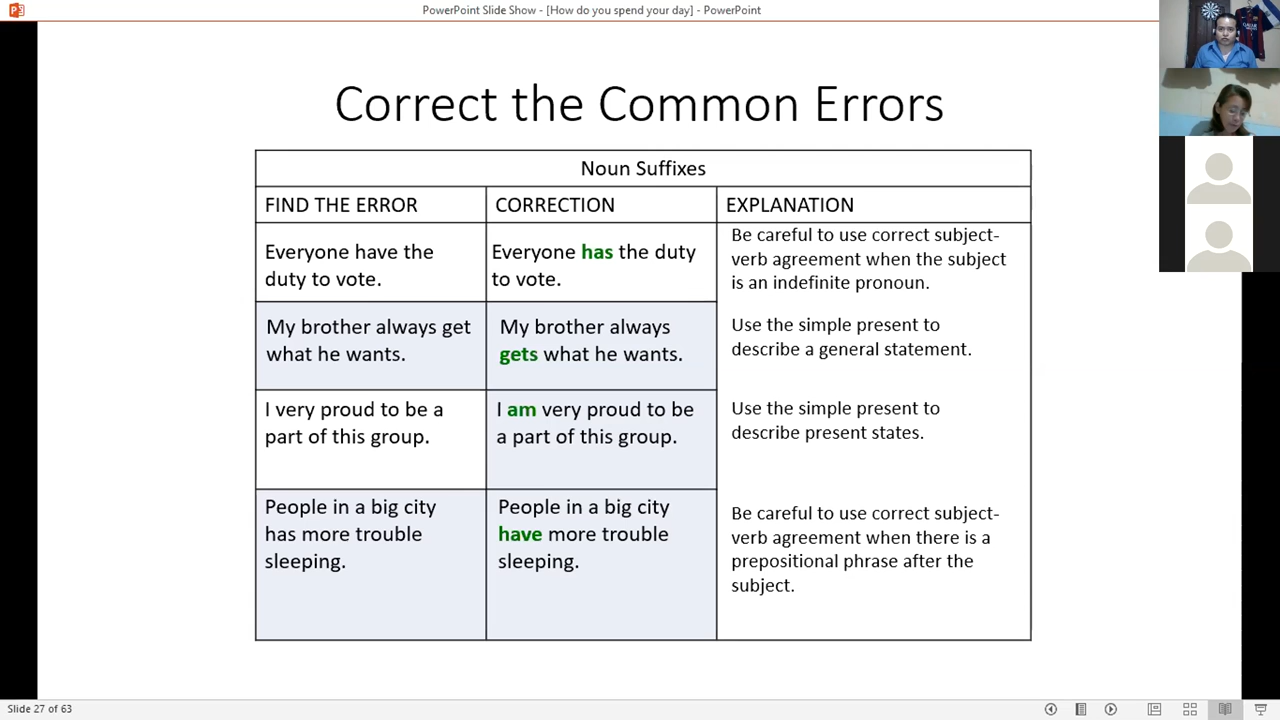 PowerPoint Slide Show - [How do you spend your day] - PowerPoint
Correct the Common Errors
Noun Suffixes
FIND THE ERROR
CORRECTION
EXPLANATION
Everyone have the
duty to vote.
Everyone has the duty
to vote.
Be careful to use correct subject-
verb agreement when the subject
is an indefinite pronoun.
My brother always get
what he wants.
My brother always
gets what he wants.
Use the simple present to
describe a general statement.
I very proud to be a
part of this group.
I am very proud to be
a part of this group.
Use the simple present to
describe present states.
People in a big city
has more trouble
sleeping.
People in a big city
have more trouble
sleeping.
Be careful to use correct subject-
verb agreement when there is a
prepositional phrase after the
subject.
Slide 27 of 63